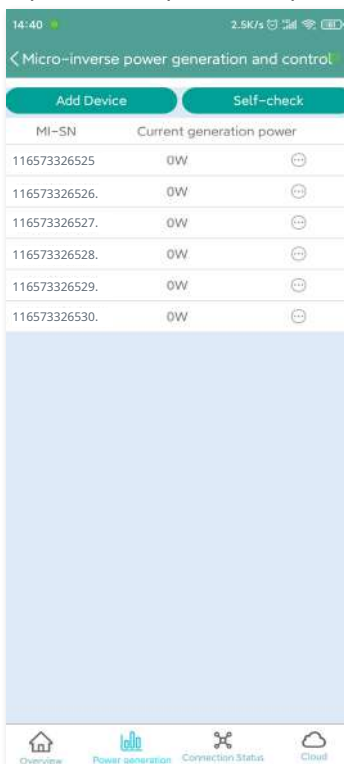 14:40 2.5K/s
Micro-inverse power generation and control
Add Device Self-check
MI-SN Current generation power
116573326525 0W
116573326526. 0W
116573326527. 0W
116573326528. 0W
116573326529. 0W
116573326530. 0W
Overview Power generation Connection Status Cloud